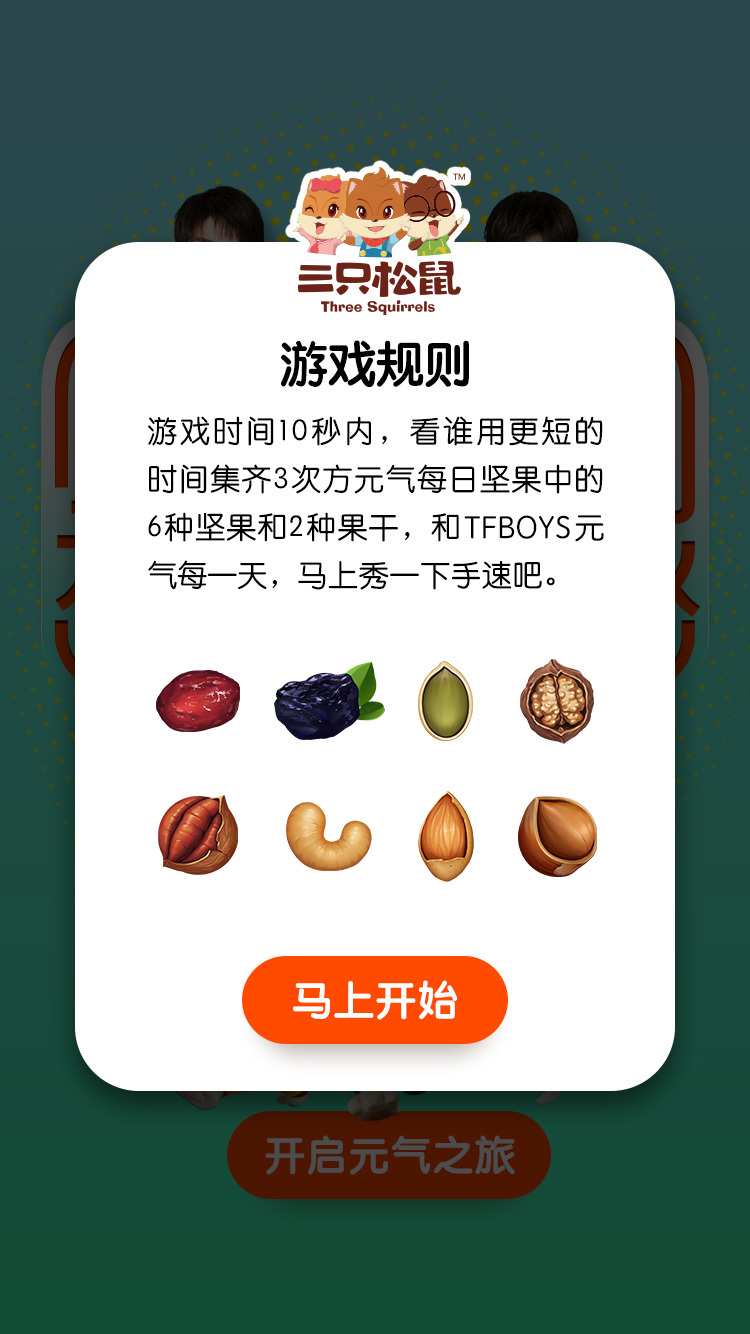 TM
三只松鼠
Three Squirrels
游戏规则
游戏时间10秒内，看谁用更短的
时间集齐3次方元气每日坚果中的
6种坚果和2种果干，和TFBOYS元
气每一天，马上秀一下手速吧。
马上开始
开启元气之旅